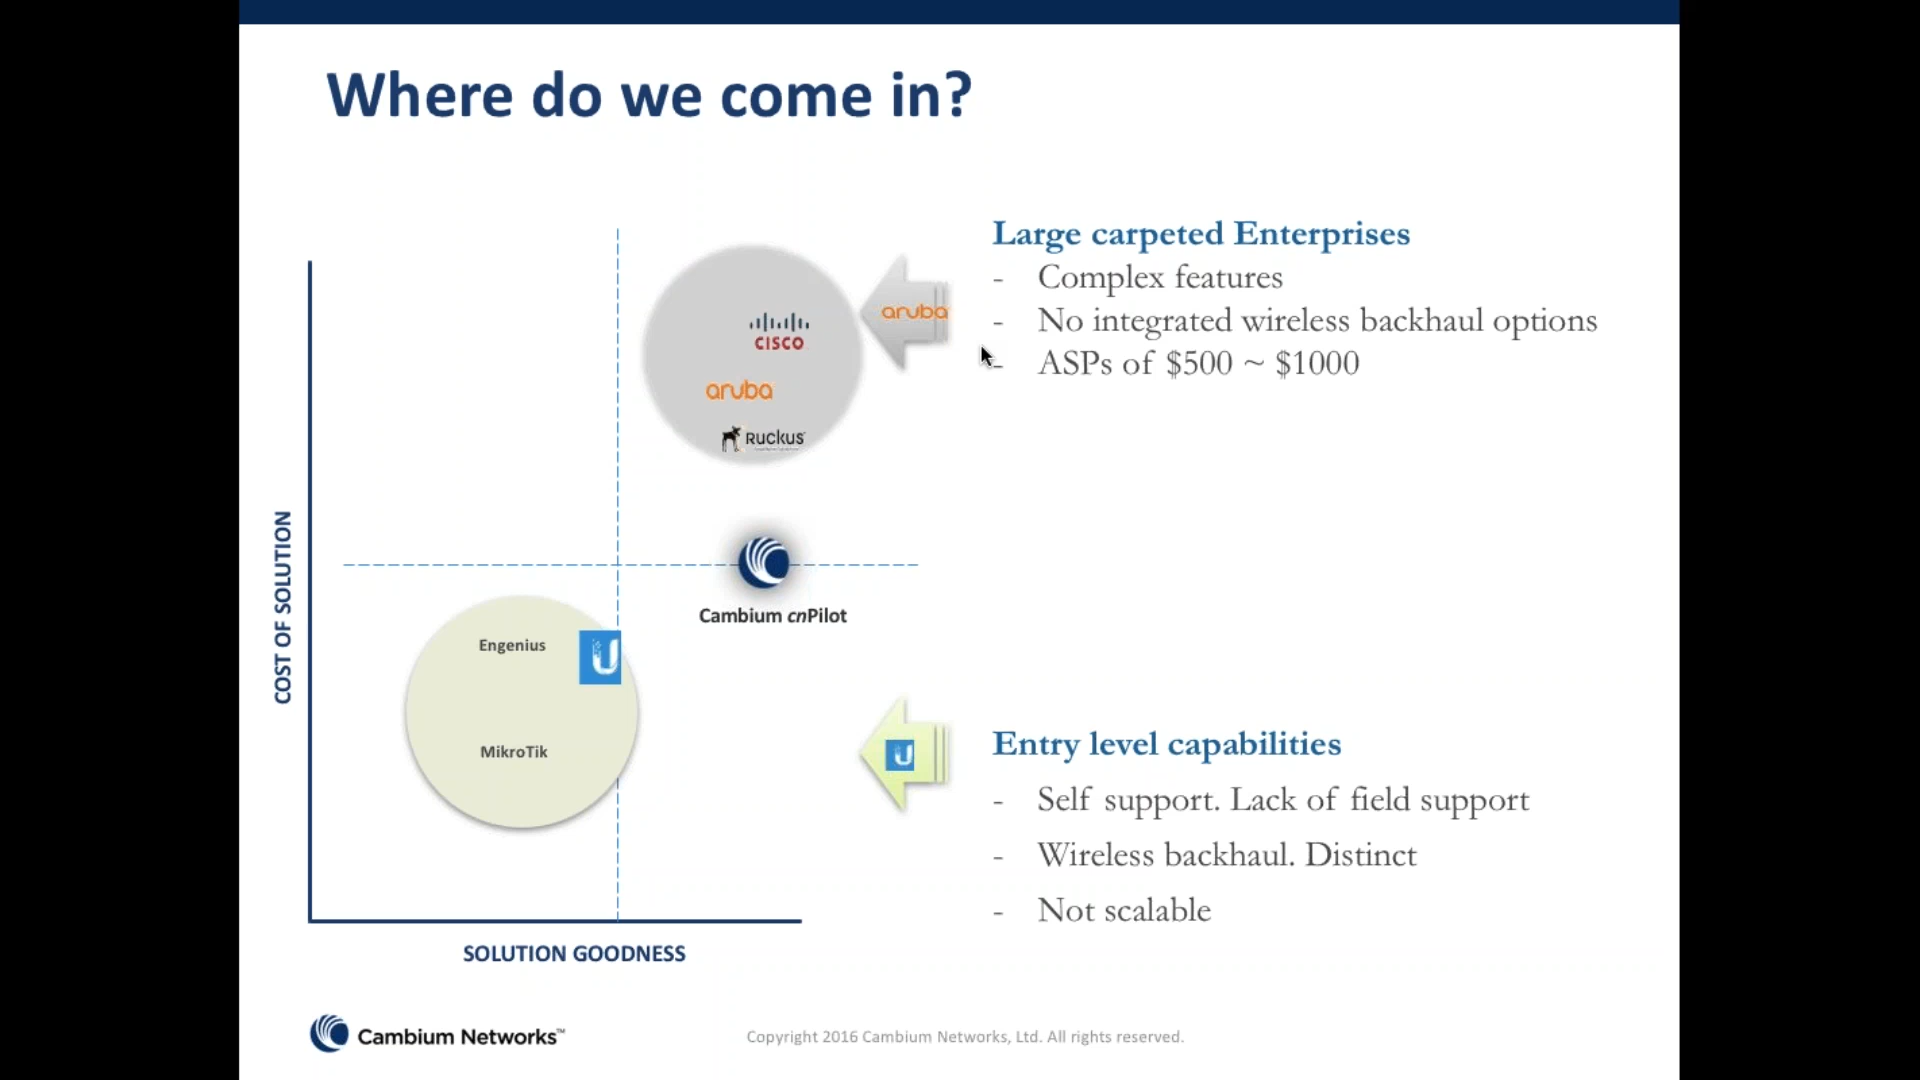 Where do we come in?
Large carpeted Enterprises
- Complex features
- No integrated wireless backhaul options
- ASPs of $500 ~ $1000
aruba
CISCO
aruba
RUCKUS
COST OF SOLUTION
Cambium cnPilot
Engenius
U
MikroTik
U
Entry level capabilities
- Self support. Lack of field support
- Wireless backhaul. Distinct
- Not scalable
SOLUTION GOODNESS
Cambium Networks™
Copyright 2016 Cambium Networks, Ltd. All rights reserved.